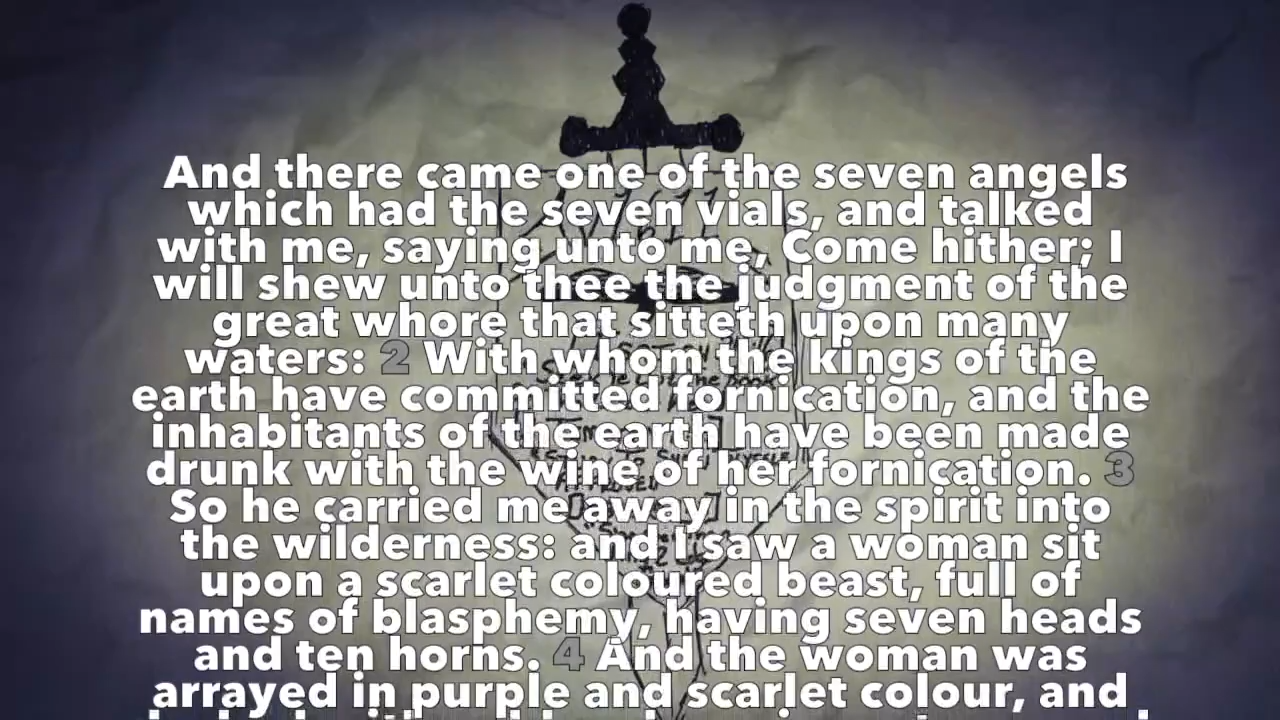 And there came one of the seven angels
which had the seven vials, and talked
with me, saying unto me, Come hither; I
will shew unto thee the judgment of the
great whore that sitteth upon many
waters: 2 With whom the kings of the
earth have committed fornication, and the
inhabitants of the earth have been made
drunk with the wine of her fornication. 3
So he carried me away in the spirit into
the wilderness: and I saw a woman sit
upon a scarlet coloured beast, full of
names of blasphemy, having seven heads
and ten horns. 4 And the woman was
arrayed in purple and scarlet colour, and